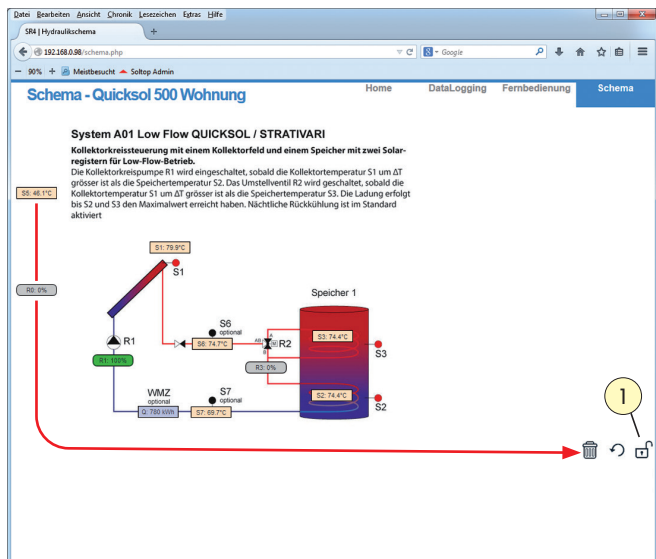 Datei Bearbeiten Ansicht Chronik Lesezeichen Extras Hilfe
SR4 | Hydraulikschema
+
192.168.0.98/schema.php
Google
90% + Meistbesucht Soltop Admin
Schema - Quicksol 500 Wohnung
Home DataLogging Fernbedienung Schema
System A01 Low Flow QUICKSOL / STRATIVARI
Kollektorkreissteuerung mit einem Kollektorfeld und einem Speicher mit zwei Solar-
registern für Low-Flow-Betrieb.
Die Kollektorkreispumpe R1 wird eingeschaltet, sobald die Kollektortemperatur S1 um ΔT
grösser ist als die Speichertemperatur S2. Das Umstellventil R2 wird geschaltet, sobald die
Kollektortemperatur S1 um ΔT grösser ist als die Speichertemperatur S3. Die Ladung erfolgt
bis S2 und S3 den Maximalwert erreicht haben. Nächtliche Rückkühlung ist im Standard
aktiviert
S5: 46.1°C
S1: 79.9°C
S1
R0: 0%
Speicher 1
S6
optional
R1
S6: 74.7°C
AB
A
M
B
R2
S3: 74.4°C
S3
R1: 100%
R3: 0%
WMZ
optional
S7
optional
S2: 74.4°C
S2
Q: 780 kWh
S7: 69.7°C
1